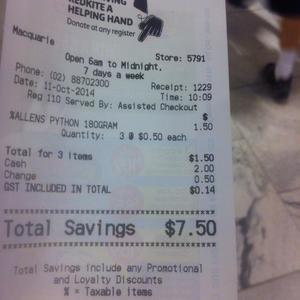 REDKITE A
HELPING HAND
Donate at any register
Macquarie
Store: 5791
Open 6am to Midnight,
7 days a week
Phone: (02) 88702300
Receipt: 1229
Date: 11-Oct-2014
Time: 10:09
Reg 110 Served By: Assisted Checkout
$
%ALLENS PYTHON 180GRAM 1.50
Quantity: 3 @ $0.50 each
Total for 3 items $1.50
Cash 2.00
Change 0.50
GST INCLUDED IN TOTAL $0.14
Total Savings $7.50
Total Savings include any Promotional
and Loyalty Discounts
% = Taxable items